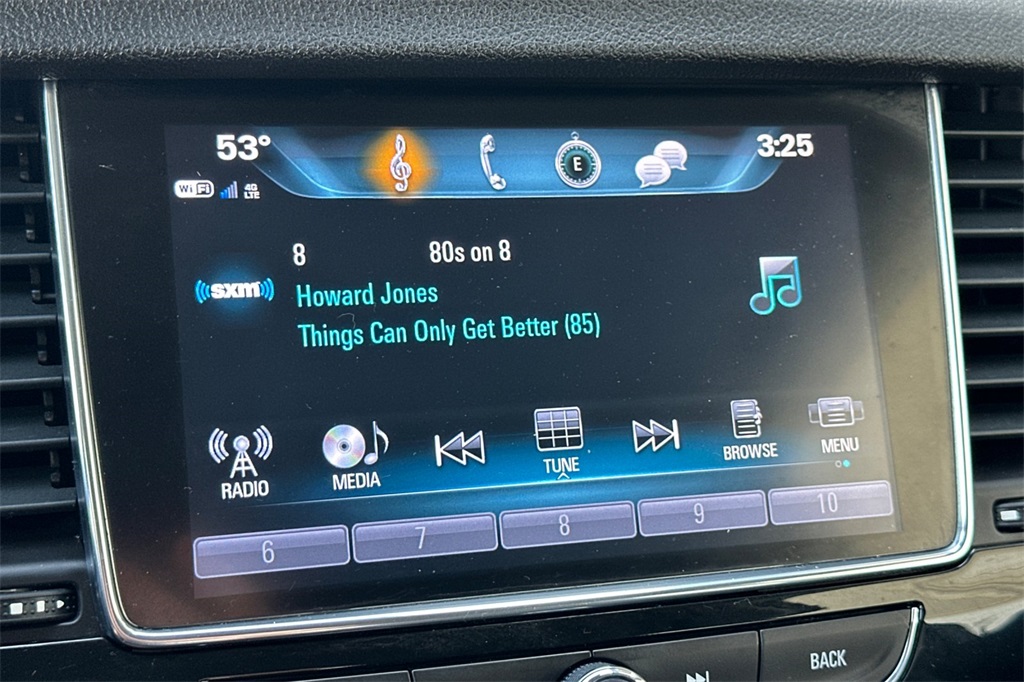 53° 3:25
E
WiFi 4G
LTE
8 80s on 8
((sxm))
Howard Jones
Things Can Only Get Better (85)
RADIO MEDIA TUNE BROWSE MENU
6 7 8 9 10
BACK